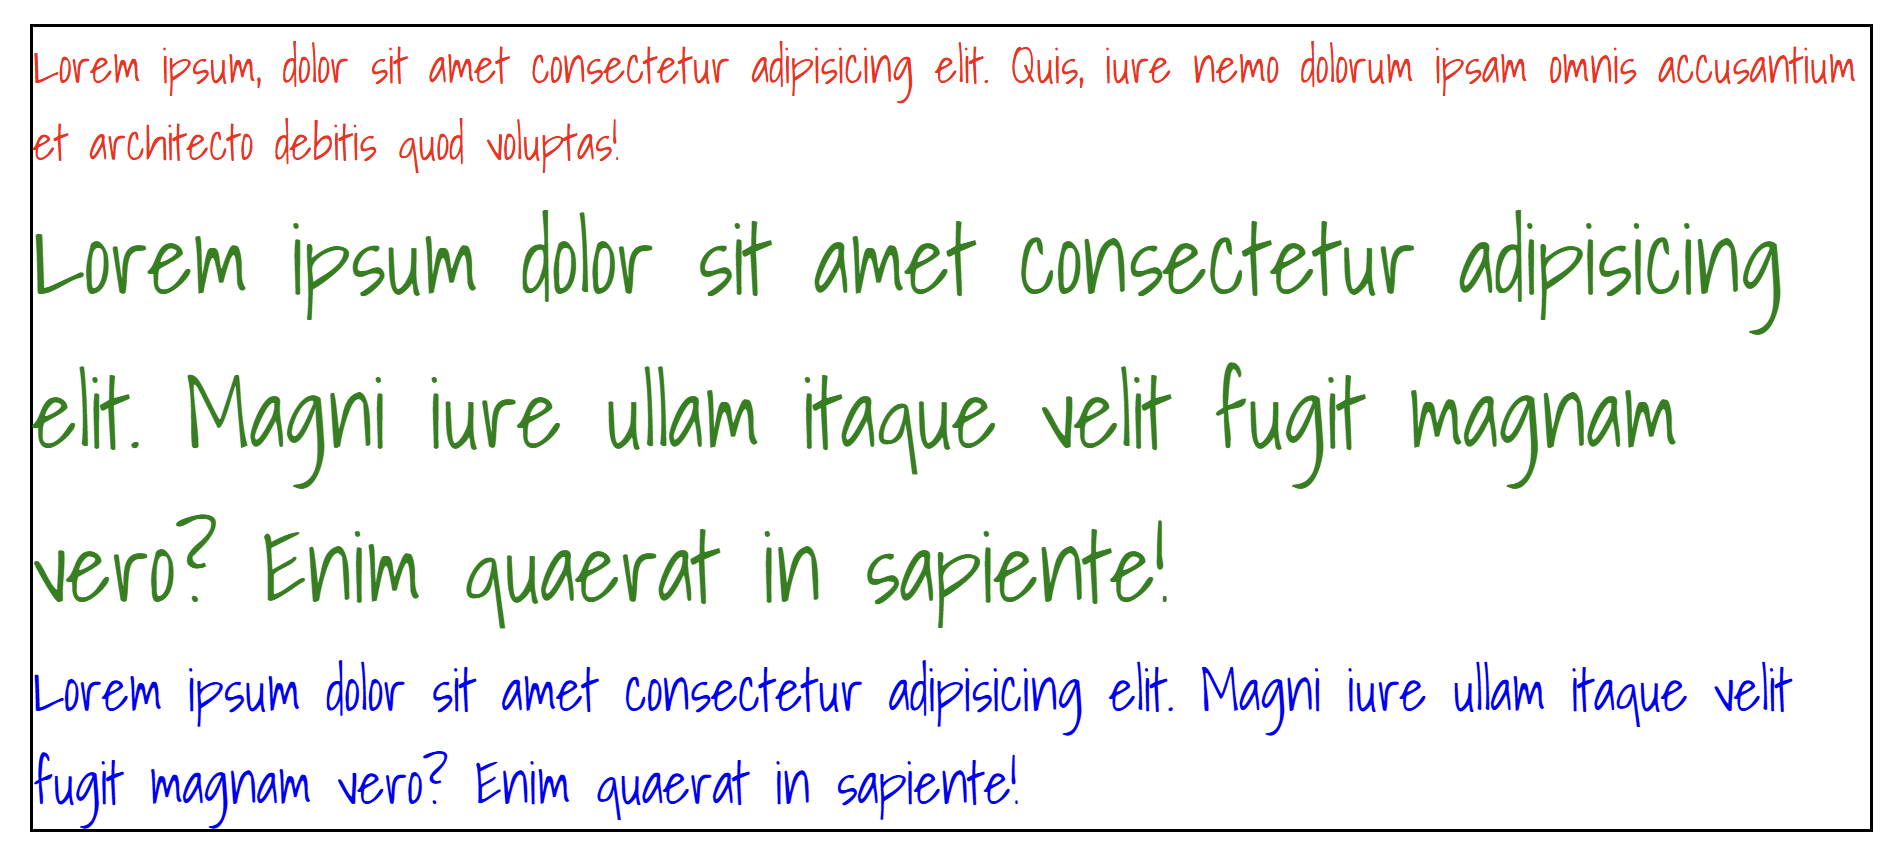 Lorem ipsum, dolor sit amet consectetur adipisicing elit. Quis, iure nemo dolorum ipsam omnis accusantium
et architecto debitis quod voluptas!
Lorem ipsum dolor sit amet consectetur adipisicing
elit. Magni iure ullam itaque velit fugit magnam
vero? Enim quaerat in sapiente!
Lorem ipsum dolor sit amet consectetur adipisicing elit. Magni iure ullam itaque velit
fugit magnam vero? Enim quaerat in sapiente!